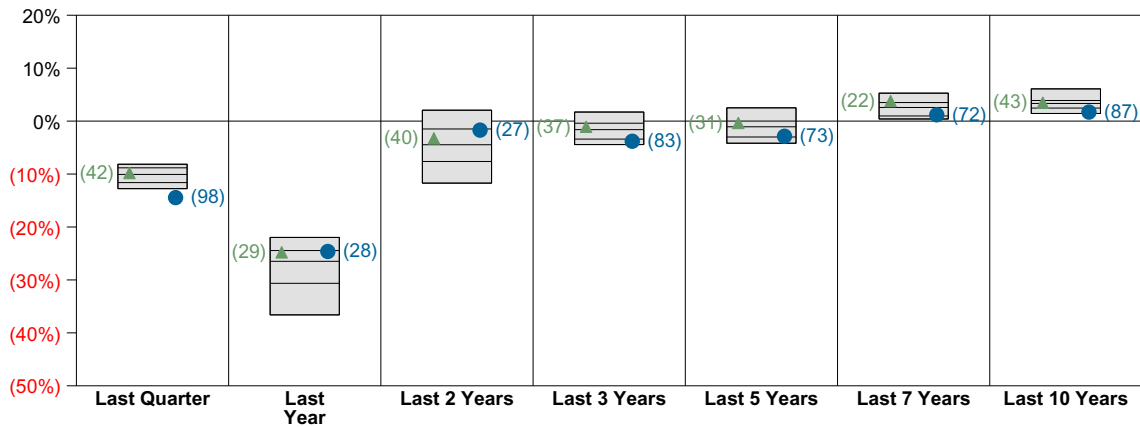 20%
10%
0%
(10%)
(20%)
(30%)
(40%)
(50%)
(42)
(98)
(29)
(28)
(40)
(27)
(37)
(83)
(31)
(73)
(22)
(72)
(43)
(87)
Last Quarter
Last
Year
Last 2 Years
Last 3 Years
Last 5 Years
Last 7 Years
Last 10 Years